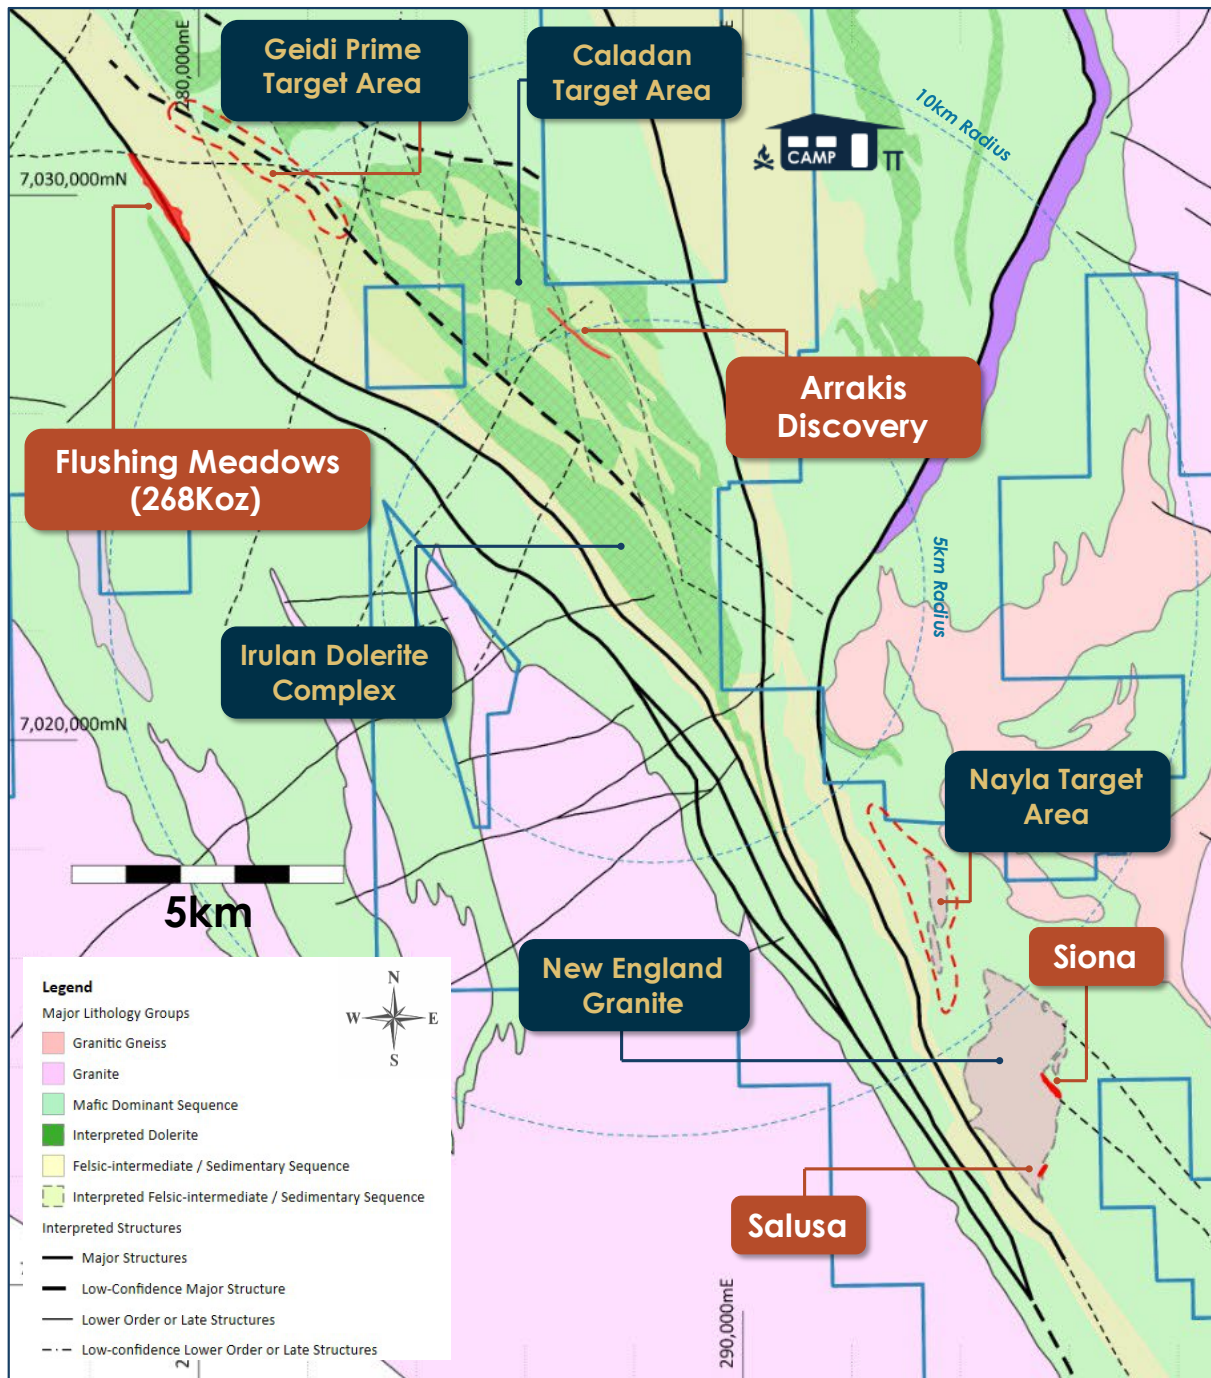 280,000mE
Geidi Prime
Target Area
Caladan
Target Area
10km Radius
CAMP
7,030,000mN
Arrakis
Discovery
Flushing Meadows
(268Koz)
5km Radius
Irulan Dolerite
Complex
7,020,000mN
Nayla Target
Area
5km
New England
Granite
Siona
Salusa
290,000mE
Legend
Major Lithology Groups
Granitic Gneiss
Granite
Mafic Dominant Sequence
Interpreted Dolerite
Felsic-intermediate / Sedimentary Sequence
Interpreted Felsic-intermediate / Sedimentary Sequence
Interpreted Structures
Major Structures
Low-Confidence Major Structure
Lower Order or Late Structures
Low-confidence Lower Order or Late Structures
N
W
E
S